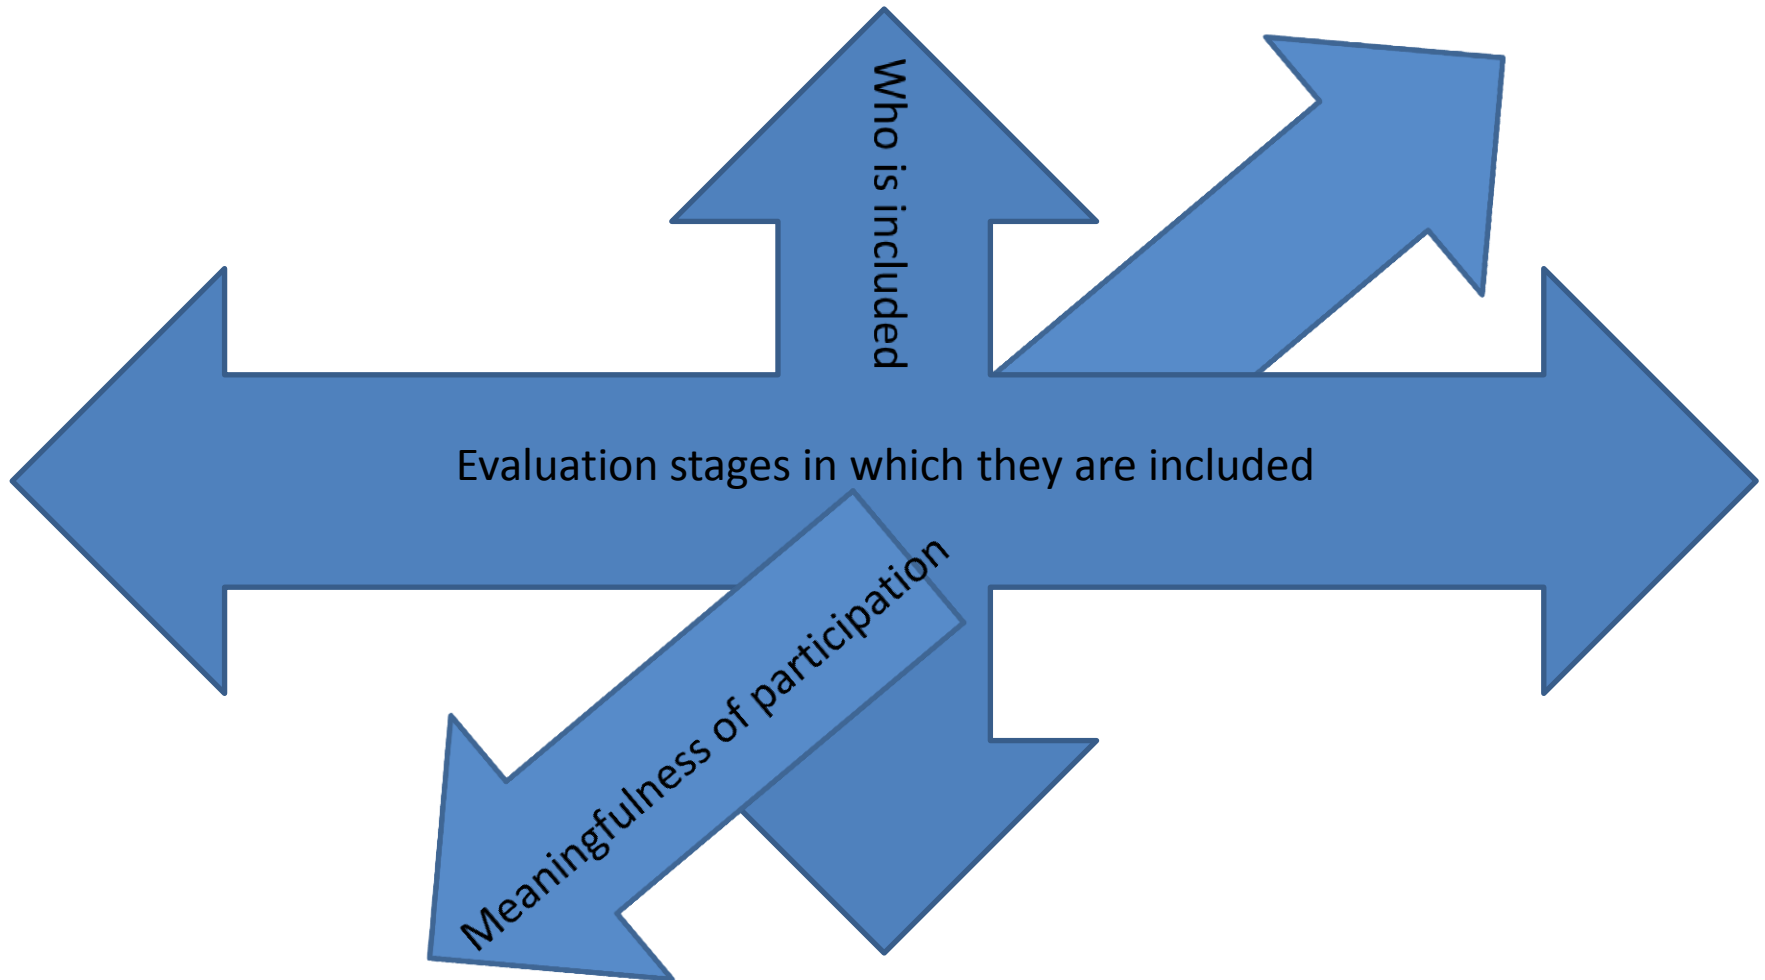 Who is included
Evaluation stages in which they are included
Meaningfulness of participation